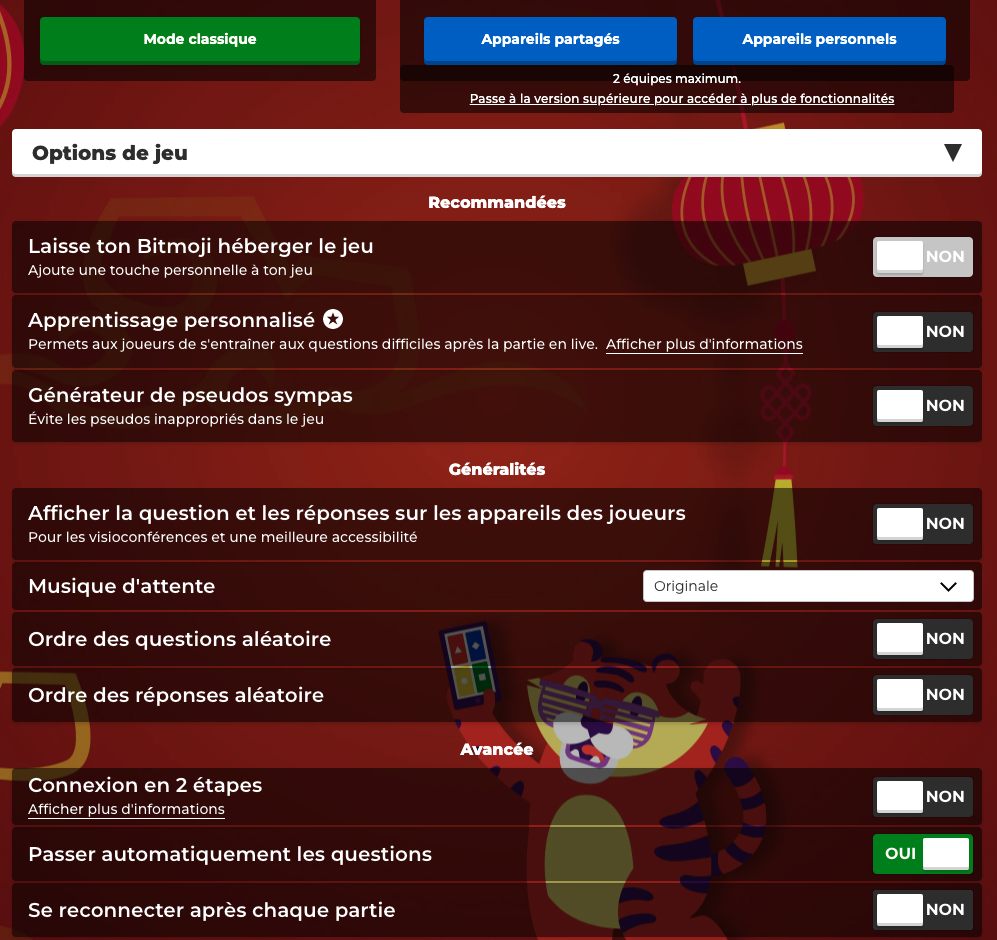 Mode classique
Appareils partagés
Appareils personnels
2 équipes maximum.
Passe à la version supérieure pour accéder à plus de fonctionnalités
Options de jeu
Recommandées
Laisse ton Bitmoji héberger le jeu
NON
Ajoute une touche personnelle à ton jeu
Apprentissage personnalisé
NON
Permets aux joueurs de s'entraîner aux questions difficiles après la partie en live. Afficher plus d'informations
Générateur de pseudos sympas
NON
Évite les pseudos inappropriés dans le jeu
Généralités
Afficher la question et les réponses sur les appareils des joueurs
NON
Pour les visioconférences et une meilleure accessibilité
Musique d'attente
Originale
Ordre des questions aléatoire
NON
Ordre des réponses aléatoire
NON
Avancée
Connexion en 2 étapes
NON
Afficher plus d'informations
Passer automatiquement les questions
OUI
Se reconnecter après chaque partie
NON